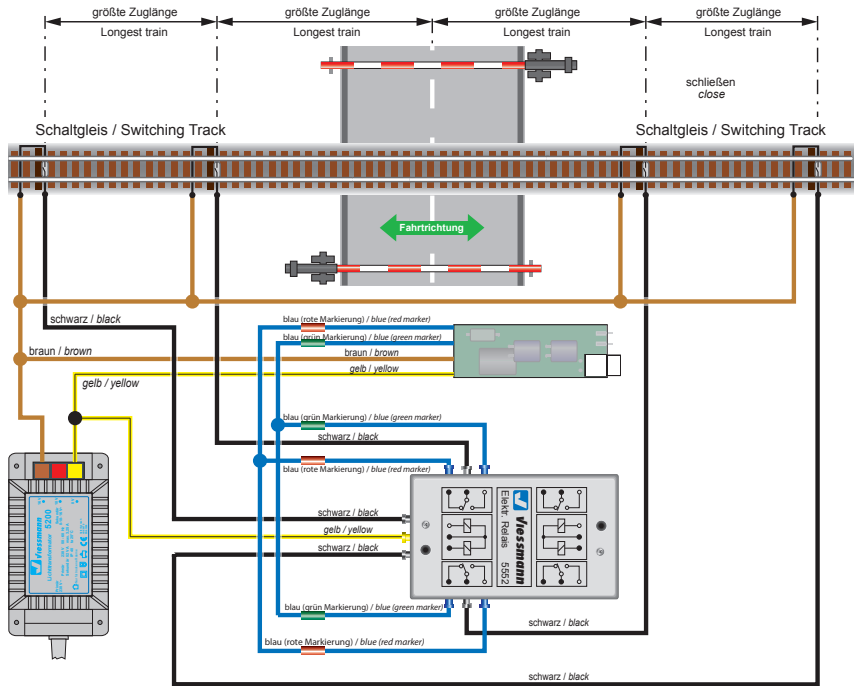 größte Zuglänge
Longest train
größte Zuglänge
Longest train
größte Zuglänge
Longest train
größte Zuglänge
Longest train
schließen
close
Schaltgleis / Switching Track
Schaltgleis / Switching Track
Fahrtrichtung
schwarz / black
blau (rote Markierung) / blue (red marker)
blau (grün Markierung) / blue (green marker)
braun / brown
braun / brown
gelb / yellow
gelb / yellow
blau (grün Markierung) / blue (green marker)
schwarz / black
blau (rote Markierung) / blue (red marker)
schwarz / black
gelb / yellow
schwarz / black
Viessmann
Elektr. Relais 5552
Viessmann
Lichttransformator 5200
blau (grün Markierung) / blue (green marker)
schwarz / black
blau (rote Markierung) / blue (red marker)
schwarz / black